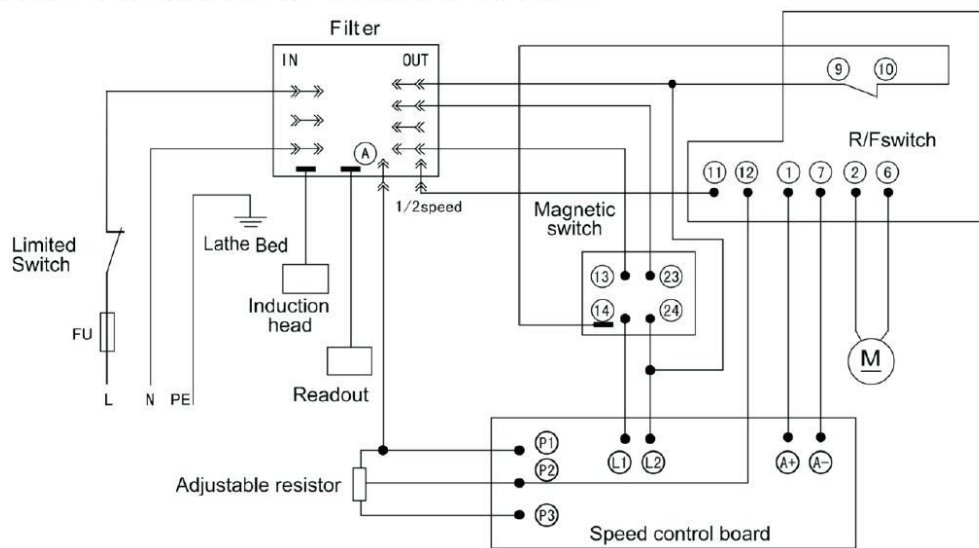 Filter
IN OUT
9 10
R/Fswitch
A
11 12 1 7 2 6
1/2speed
Magnetic
switch
Lathe Bed
Limited
Switch
13 23
14 24
Induction
head
FU
M
Readout
L N PE
P1
L1 L2 A+ A-
P2
Adjustable resistor
P3
Speed control board